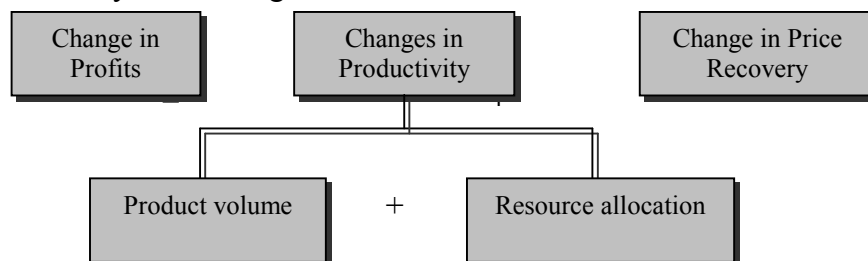 Change in
Profits
Changes in
Productivity
Change in Price
Recovery
Product volume
+
Resource allocation